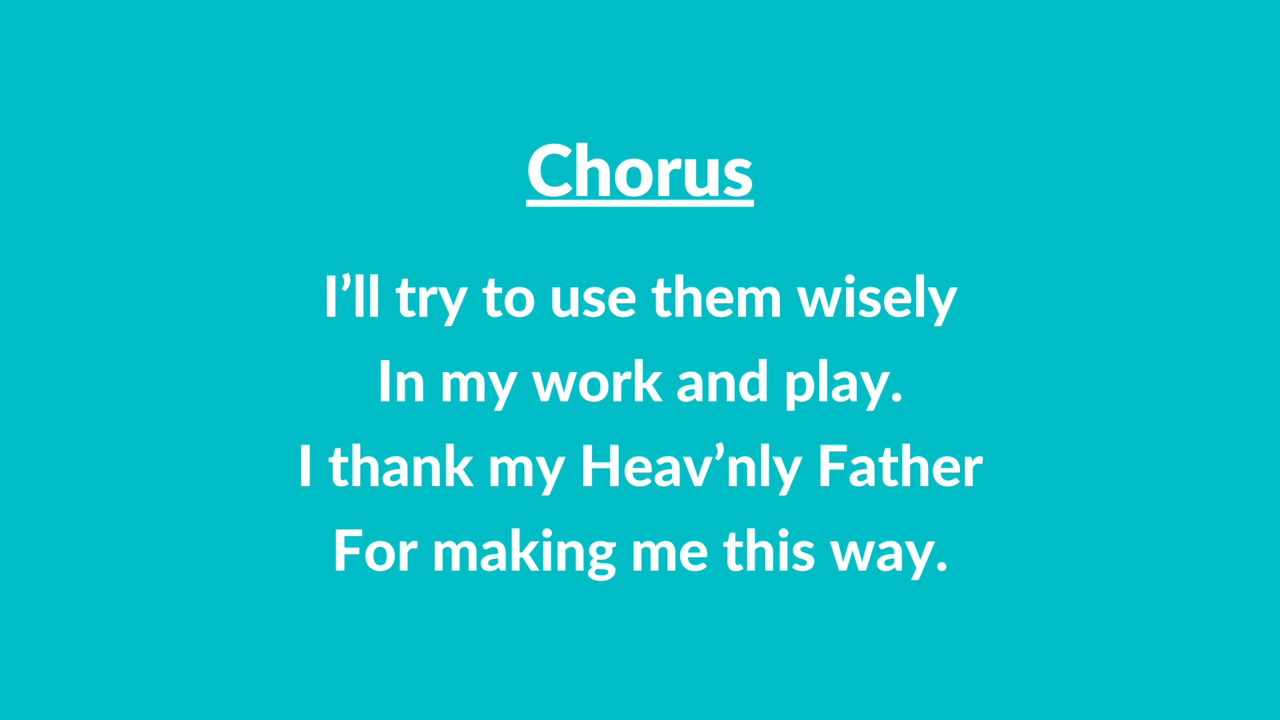 Chorus
I’ll try to use them wisely
In my work and play.
I thank my Heav’nly Father
For making me this way.